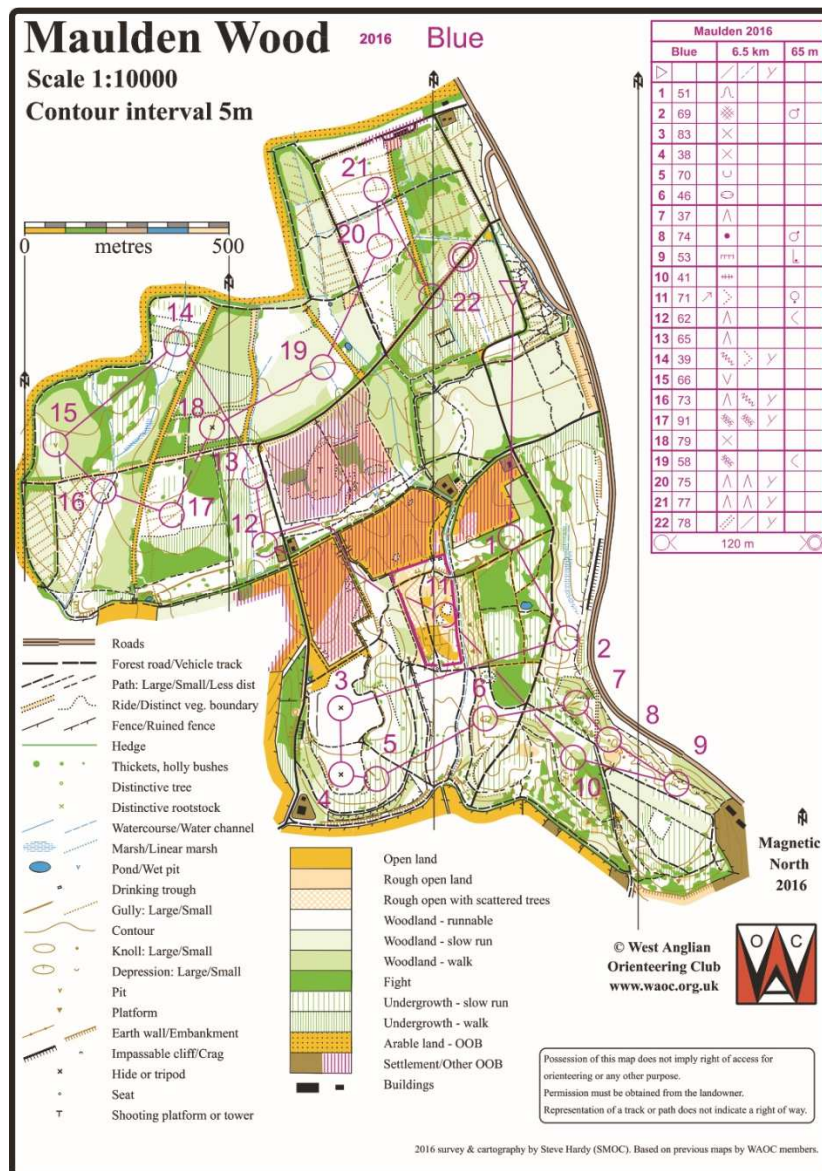 Maulden Wood 2016 Blue
Scale 1:10000
Contour interval 5m
0 metres 500
Maulden 2016
Blue 6.5 km 65 m
1 51
2 69
3 83
4 38
5 70
6 46
7 37
8 74
9 53
10 41
11 71
12 62
13 65
14 39
15 66
16 73
17 91
18 79
19 58
20 75
21 77
22 78
120 m
21
20
22
14
19
15
18
13
16
17
12
1
11
2
3
7
6
8
5
9
4
10
Roads
Forest road/Vehicle track
Path: Large/Small/Less dist
Ride/Distinct veg. boundary
Fence/Ruined fence
Hedge
Thickets, holly bushes
Distinctive tree
Distinctive rootstock
Watercourse/Water channel
Marsh/Linear marsh
Pond/Wet pit
Drinking trough
Gully: Large/Small
Contour
Knoll: Large/Small
Depression: Large/Small
Pit
Platform
Earth wall/Embankment
Impassable cliff/Crag
Hide or tripod
Seat
Shooting platform or tower
Open land
Rough open land
Rough open with scattered trees
Woodland - runnable
Woodland - slow run
Woodland - walk
Fight
Undergrowth - slow run
Undergrowth - walk
Arable land - OOB
Settlement/Other OOB
Buildings
Magnetic
North
2016
© West Anglian
Orienteering Club
www.waoc.org.uk
O C
W A
Possession of this map does not imply right of access for
orienteering or any other purpose.
Permission must be obtained from the landowner.
Representation of a track or path does not indicate a right of way.
2016 survey & cartography by Steve Hardy (SMOC). Based on previous maps by WAOC members.